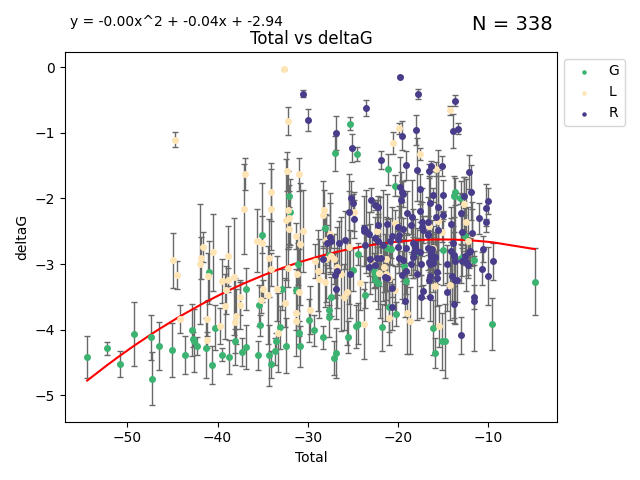 y = -0.00x^2 + -0.04x + -2.94
N = 338
Total vs deltaG
G
L
R
deltaG
0
−1
−2
−3
−4
−5
−50
−40
−30
−20
−10
Total